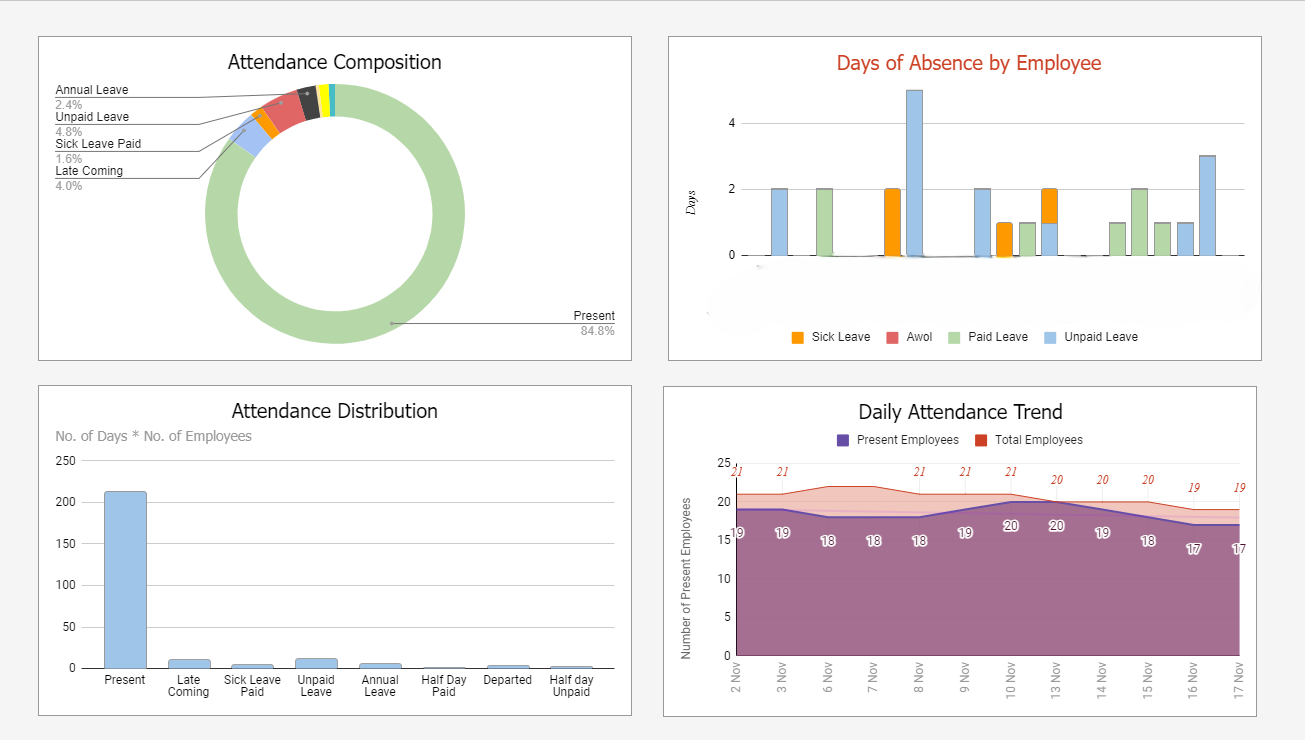 Attendance Composition
Annual Leave
2.4%
Unpaid Leave
4.8%
Sick Leave Paid
1.6%
Late Coming
4.0%
Present
84.8%
Days of Absence by Employee
Days
4
2
0
Sick Leave
Awol
Paid Leave
Unpaid Leave
Attendance Distribution
No. of Days * No. of Employees
250
200
150
100
50
0
Present
Late
Coming
Sick Leave
Paid
Unpaid
Leave
Annual
Leave
Half Day
Paid
Departed
Half day
Unpaid
Daily Attendance Trend
Present Employees
Total Employees
Number of Present Employees
25
20
15
10
5
0
21 21 21 21 21 20 20 20 19 19
19 19 18 18 18 19 20 20 19 18 17 17
2 Nov
3 Nov
6 Nov
7 Nov
8 Nov
9 Nov
10 Nov
13 Nov
14 Nov
15 Nov
16 Nov
17 Nov